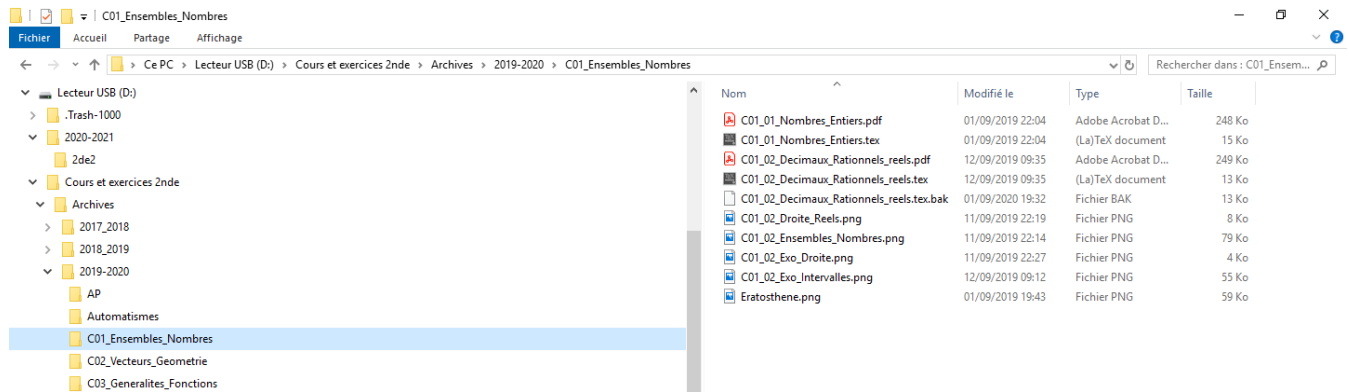 C01_Ensembles_Nombres
Fichier Accueil Partage Affichage
Ce PC > Lecteur USB (D:) > Cours et exercices 2nde > Archives > 2019-2020 > C01_Ensembles_Nombres
Rechercher dans : C01_Ensem...
Lecteur USB (D:)
.Trash-1000
2020-2021
2de2
Cours et exercices 2nde
Archives
2017_2018
2018_2019
2019-2020
AP
Automatismes
C01_Ensembles_Nombres
C02_Vecteurs_Geometrie
C03_Generalites_Fonctions
Nom Modifié le Type Taille
C01_01_Nombres_Entiers.pdf 01/09/2019 22:04 Adobe Acrobat D... 248 Ko
C01_01_Nombres_Entiers.tex 01/09/2019 22:04 (La)TeX document 15 Ko
C01_02_Decimaux_Rationnels_reels.pdf 12/09/2019 09:35 Adobe Acrobat D... 249 Ko
C01_02_Decimaux_Rationnels_reels.tex 12/09/2019 09:35 (La)TeX document 13 Ko
C01_02_Decimaux_Rationnels_reels.tex.bak 01/09/2020 19:32 Fichier BAK 13 Ko
C01_02_Droite_Reels.png 11/09/2019 22:19 Fichier PNG 8 Ko
C01_02_Ensembles_Nombres.png 11/09/2019 22:14 Fichier PNG 79 Ko
C01_02_Exo_Droite.png 11/09/2019 22:27 Fichier PNG 4 Ko
C01_02_Exo_Intervalles.png 12/09/2019 09:12 Fichier PNG 55 Ko
Eratosthene.png 01/09/2019 19:43 Fichier PNG 59 Ko